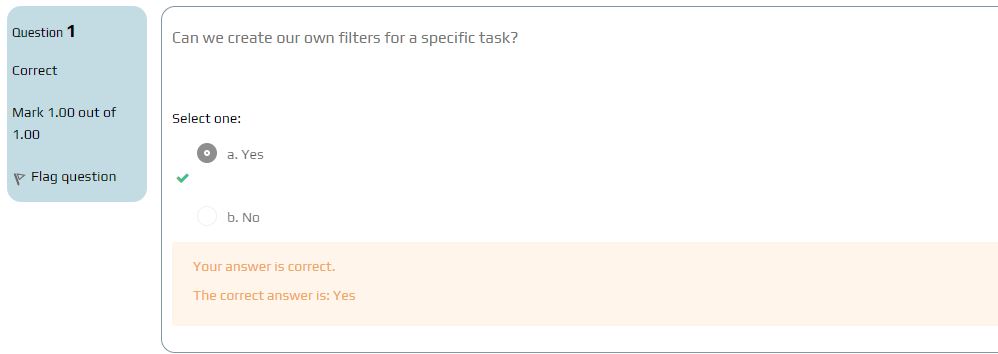 Question 1
Correct
Mark 1.00 out of
1.00
Flag question
Can we create our own filters for a specific task?
Select one:
a. Yes
b. No
Your answer is correct.
The correct answer is: Yes